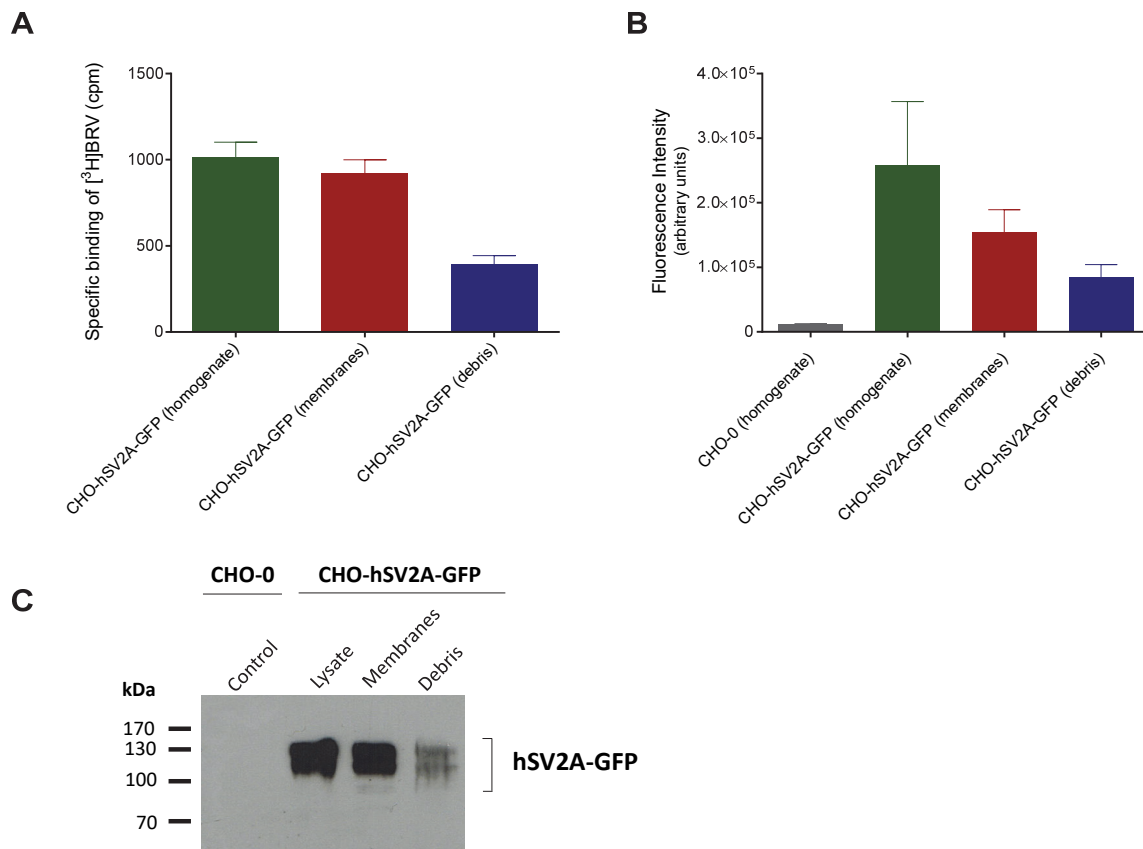 A
Specific binding of [³H]BRV (cpm)
1500
1000
500
0
CHO-hSV2A-GFP (homogenate)
CHO-hSV2A-GFP (membranes)
CHO-hSV2A-GFP (debris)
B
Fluorescence Intensity
(arbitrary units)
4.0×10⁵
3.0×10⁵
2.0×10⁵
1.0×10⁵
0
CHO-0 (homogenate)
CHO-hSV2A-GFP (homogenate)
CHO-hSV2A-GFP (membranes)
CHO-hSV2A-GFP (debris)
C
CHO-0
CHO-hSV2A-GFP
Control
Lysate
Membranes
Debris
kDa
170
130
100
70
hSV2A-GFP